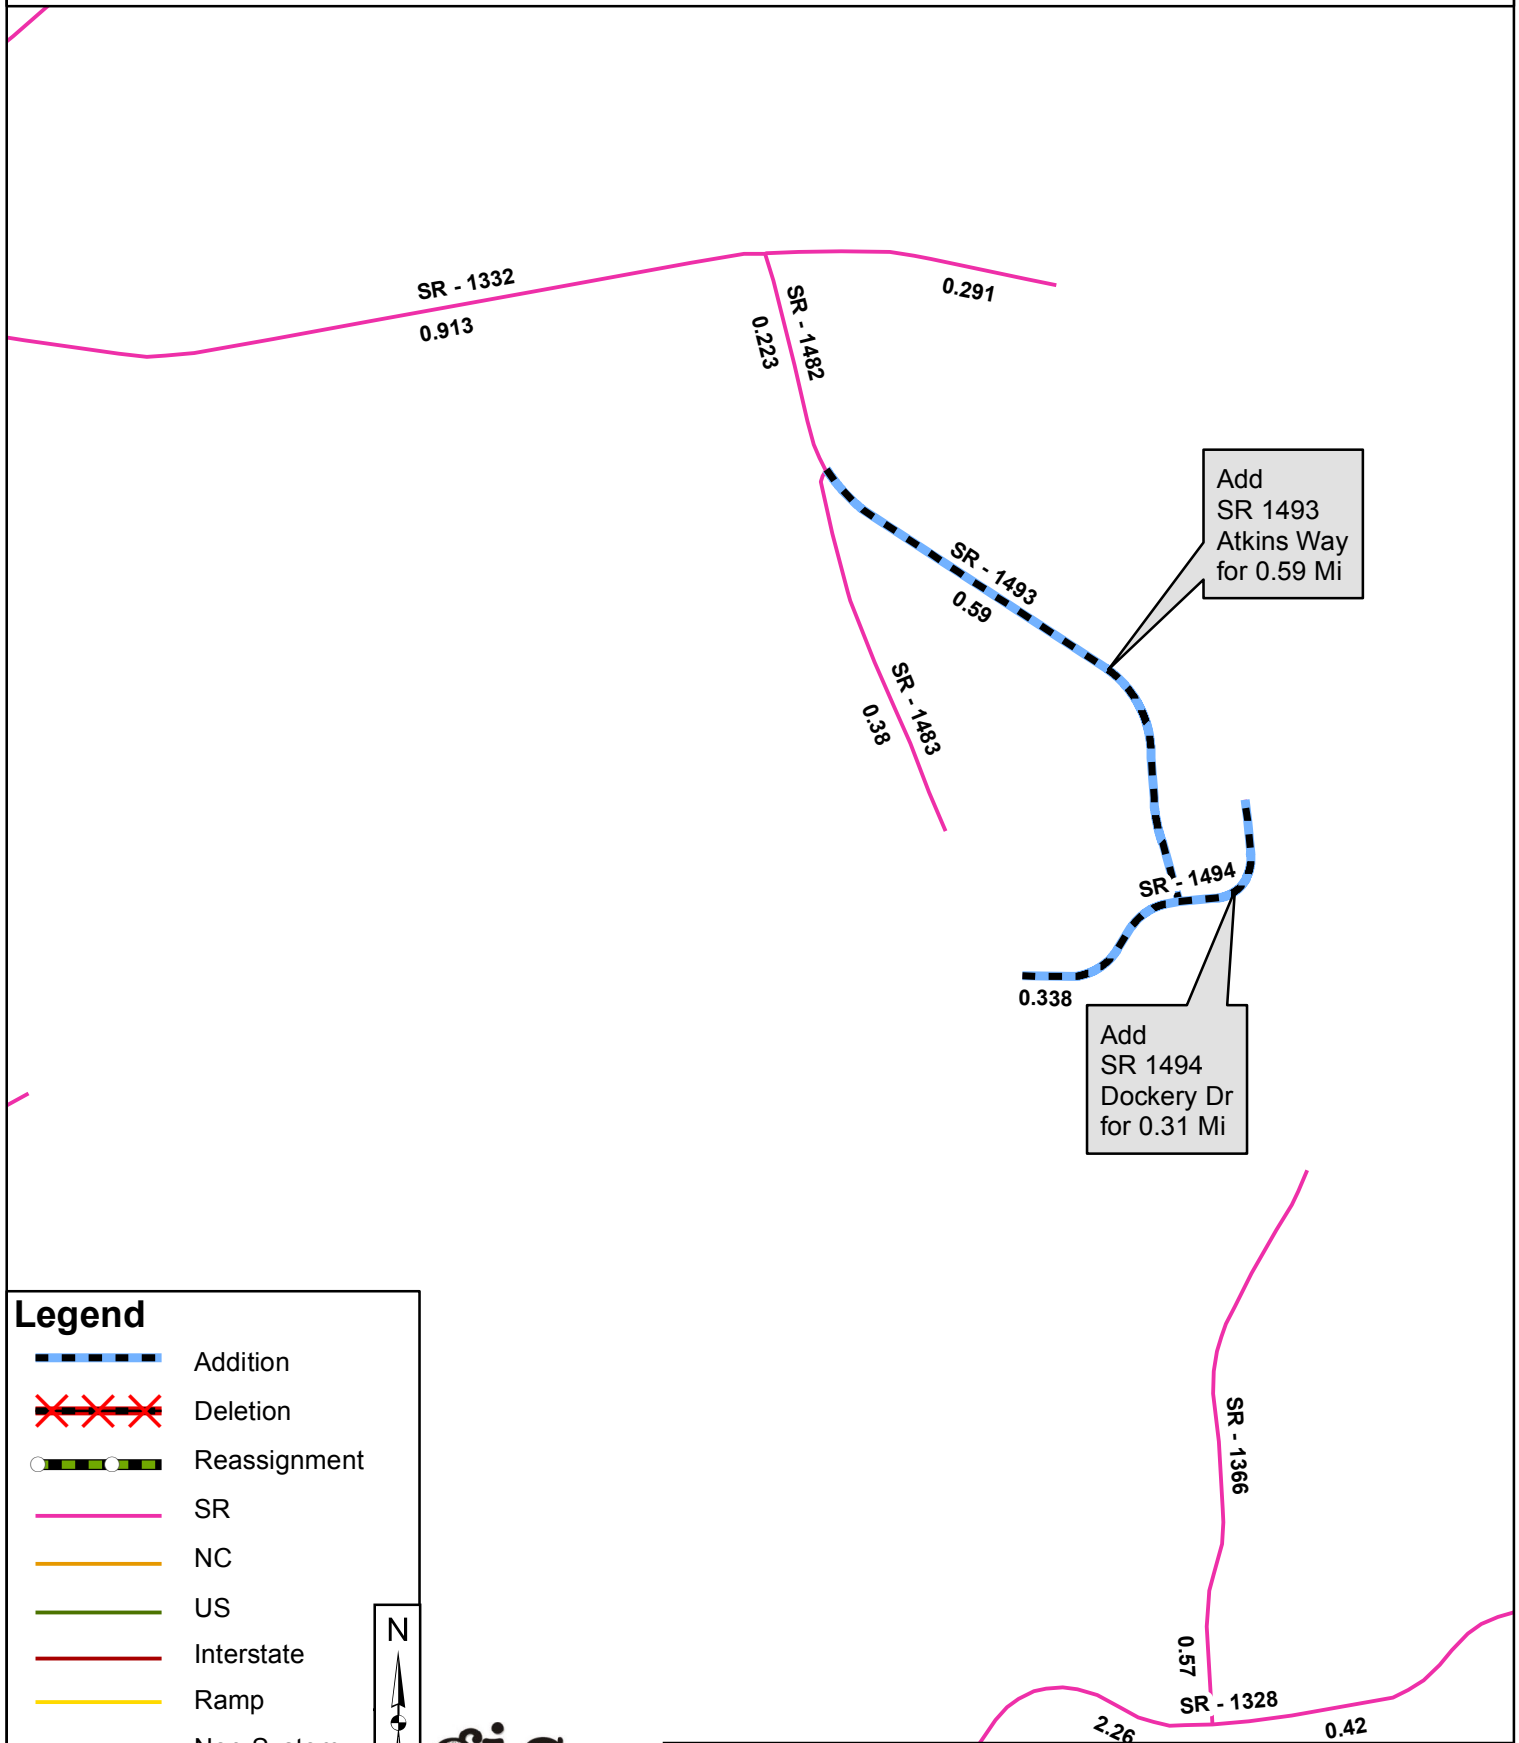 SR - 1332
0.913
0.291
SR - 1482
0.223
Add
SR 1493
Atkins Way
for 0.59 Mi
SR - 1493
0.59
SR - 1483
0.38
SR - 1494
0.338
Add
SR 1494
Dockery Dr
for 0.31 Mi
Legend
Addition
Deletion
Reassignment
SR
NC
US
Interstate
Ramp
N
SR - 1366
0.57
SR - 1328
2.26
0.42